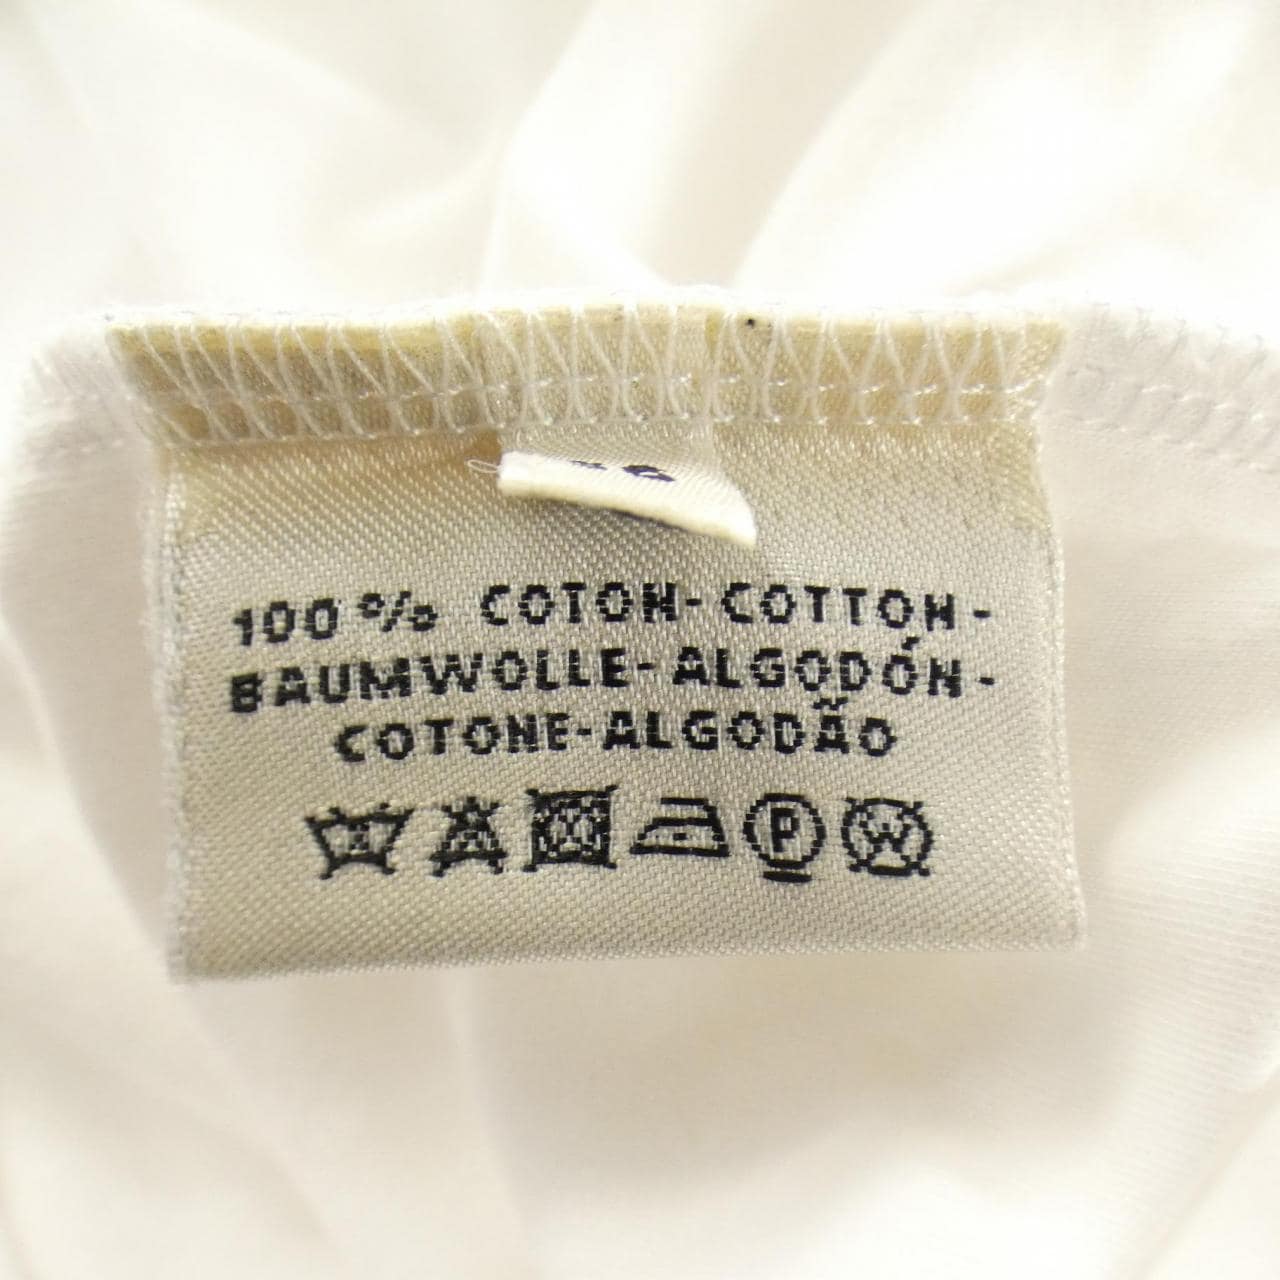 100% COTON-COTTON-
BAUMWOLLE-ALGODÓN-
COTONE-ALGODÃO
P W